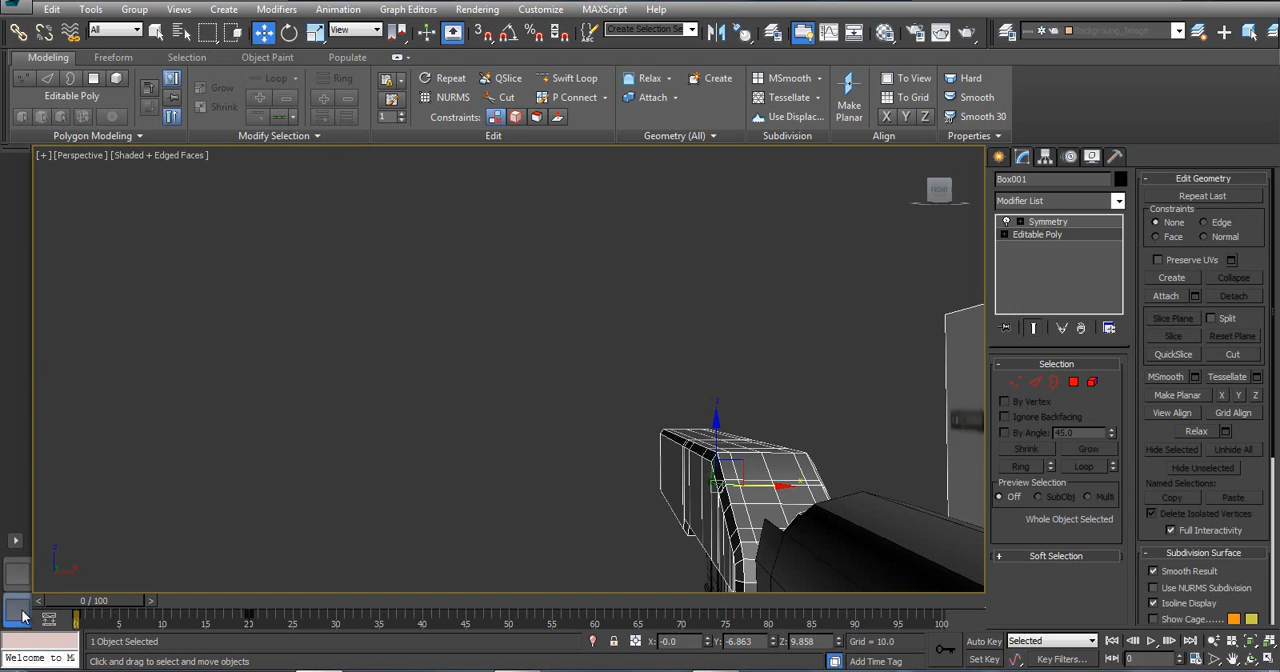 Edit Tools Group Views Create Modifiers Animation Graph Editors Rendering Customize MAXScript Help
All View Create Selection Se
Modeling Freeform Selection Object Paint Populate
Editable Poly
Polygon Modeling
Grow Shrink Loop Ring
Modify Selection
1 Repeat QSlice Swift Loop
NURMS Cut P Connect
Constraints:
Edit
Relax Create
Attach
Geometry (All)
MSmooth
Tessellate
Use Displac...
Subdivision
Make Planar
To View
To Grid
X Y Z
Align
Hard
Smooth
Smooth 30
Properties
[+] [Perspective] [Shaded + Edged Faces]
FRONT
z
x
z
x
Box001
Modifier List
Symmetry
Editable Poly
Selection
By Vertex
Ignore Backfacing
By Angle: 45.0
Shrink Grow
Ring Loop
Preview Selection
Off SubObj Multi
Whole Object Selected
Soft Selection
Edit Geometry
Repeat Last
Constraints
None Edge
Face Normal
Preserve UVs
Create Collapse
Attach Detach
Slice Plane Split
Slice Reset Plane
QuickSlice Cut
MSmooth Tessellate
Make Planar X Y Z
View Align Grid Align
Relax
Hide Selected Unhide All
Hide Unselected
Named Selections:
Copy Paste
Delete Isolated Vertices
Full Interactivity
Subdivision Surface
Smooth Result
Use NURMS Subdivision
Isoline Display
Show Cage......
< 0 / 100 >
5 10 15 20 25 30 35 40 45 50 55 60 65 70 75 80 85 90 95 100
1 Object Selected X: -0.0 Y: -6.863 Z: 9.858 Grid = 10.0 Auto Key Selected
Welcome to M Click and drag to select and move objects Add Time Tag Set Key Key Filters... 0